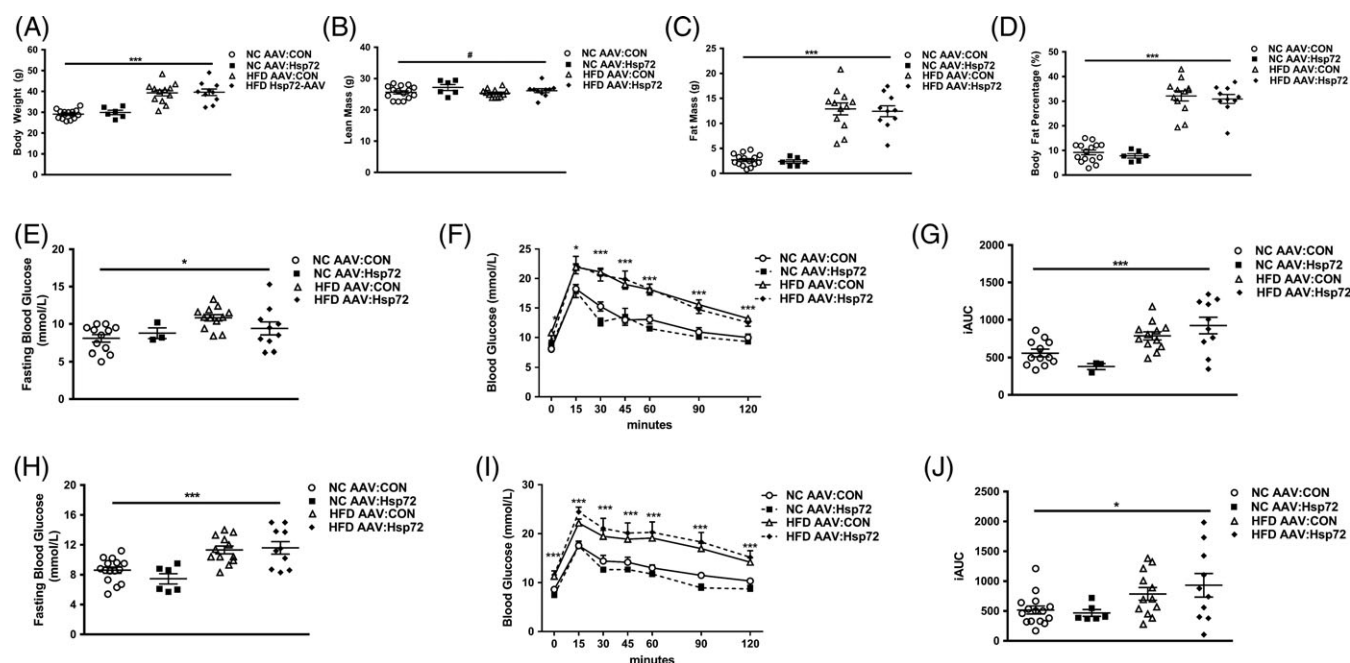 (A)
***
Body Weight (g)
60
50
40
30
20
10
0
NC AAV:CON
NC AAV:Hsp72
HFD AAV:CON
HFD Hsp72-AAV
(B)
#
Lean Mass (g)
40
30
20
10
0
NC AAV:CON
NC AAV:Hsp72
HFD AAV:CON
HFD AAV:Hsp72
(C)
***
Fat Mass (g)
25
20
15
10
5
0
NC AAV:CON
NC AAV:Hsp72
HFD AAV:CON
HFD AAV:Hsp72
(D)
***
Body Fat Percentage (%)
50
40
30
20
10
0
NC AAV:CON
NC AAV:Hsp72
HFD AAV:CON
HFD AAV:Hsp72
(E)
*
Fasting Blood Glucose
(mmol/L)
20
15
10
5
0
NC AAV:CON
NC AAV:Hsp72
HFD AAV:CON
HFD AAV:Hsp72
(F)
Blood Glucose (mmol/L)
30
25
20
15
10
5
0
* * *** *** *** *** ***
0 15 30 45 60 90 120
minutes
NC AAV:CON
NC AAV:Hsp72
HFD AAV:CON
HFD AAV:Hsp72
(G)
***
iAUC
2000
1500
1000
500
0
NC AAV:CON
NC AAV:Hsp72
HFD AAV:CON
HFD AAV:Hsp72
(H)
***
Fasting Blood Glucose
(mmol/L)
20
16
12
8
4
0
NC AAV:CON
NC AAV:Hsp72
HFD AAV:CON
HFD AAV:Hsp72
(I)
Blood Glucose (mmol/L)
30
25
20
15
10
5
0
*** *** *** *** *** *** ***
0 15 30 45 60 90 120
minutes
NC AAV:CON
NC AAV:Hsp72
HFD AAV:CON
HFD AAV:Hsp72
(J)
*
iAUC
2500
2000
1500
1000
500
0
NC AAV:CON
NC AAV:Hsp72
HFD AAV:CON
HFD AAV:Hsp72